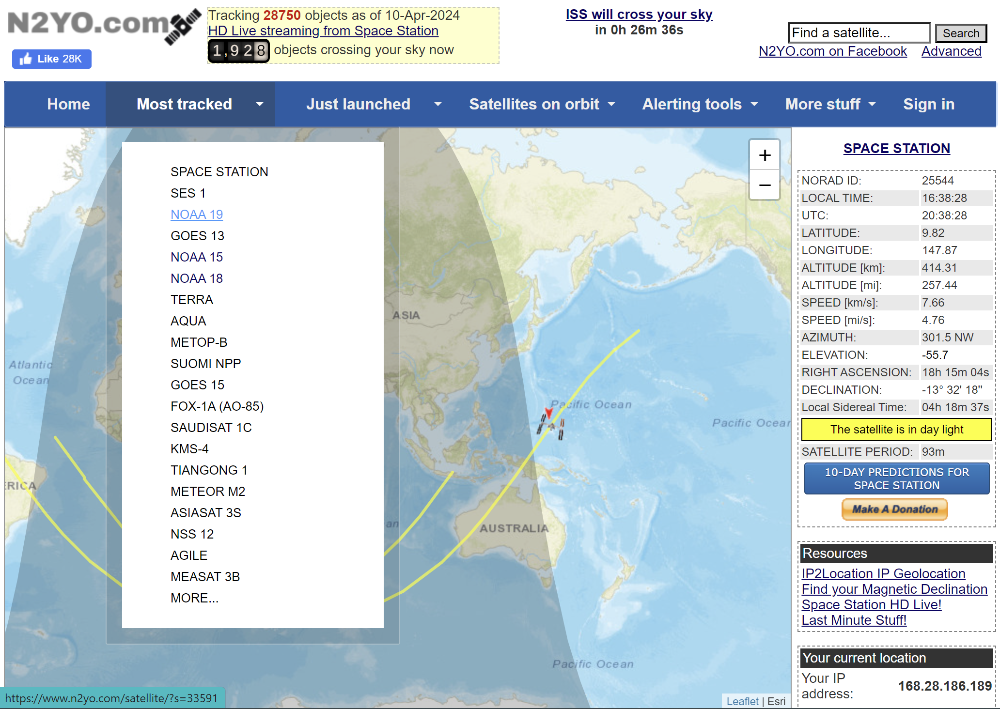 N2YO.com
Like 28K
Tracking 28750 objects as of 10-Apr-2024
HD Live streaming from Space Station
1,928 objects crossing your sky now
ISS will cross your sky
in 0h 26m 36s
Find a satellite...
Search
N2YO.com on Facebook
Advanced
Home
Most tracked
Just launched
Satellites on orbit
Alerting tools
More stuff
Sign in
SPACE STATION
SES 1
NOAA 19
GOES 13
NOAA 15
NOAA 18
TERRA
AQUA
METOP-B
SUOMI NPP
GOES 15
FOX-1A (AO-85)
SAUDISAT 1C
KMS-4
TIANGONG 1
METEOR M2
ASIASAT 3S
NSS 12
AGILE
MEASAT 3B
MORE...
+
−
ASIA
Atlantic
Ocean
Pacific Ocean
Pacific Ocean
ERICA
an
AUSTRALIA
Pacific Ocean
Leaflet | Esri
https://www.n2yo.com/satellite/?s=33591
SPACE STATION
NORAD ID: 25544
LOCAL TIME: 16:38:28
UTC: 20:38:28
LATITUDE: 9.82
LONGITUDE: 147.87
ALTITUDE [km]: 414.31
ALTITUDE [mi]: 257.44
SPEED [km/s]: 7.66
SPEED [mi/s]: 4.76
AZIMUTH: 301.5 NW
ELEVATION: -55.7
RIGHT ASCENSION: 18h 15m 04s
DECLINATION: -13° 32' 18''
Local Sidereal Time: 04h 18m 37s
The satellite is in day light
SATELLITE PERIOD: 93m
10-DAY PREDICTIONS FOR
SPACE STATION
Make A Donation
Resources
IP2Location IP Geolocation
Find your Magnetic Declination
Space Station HD Live!
Last Minute Stuff!
Your current location
Your IP
address: 168.28.186.189